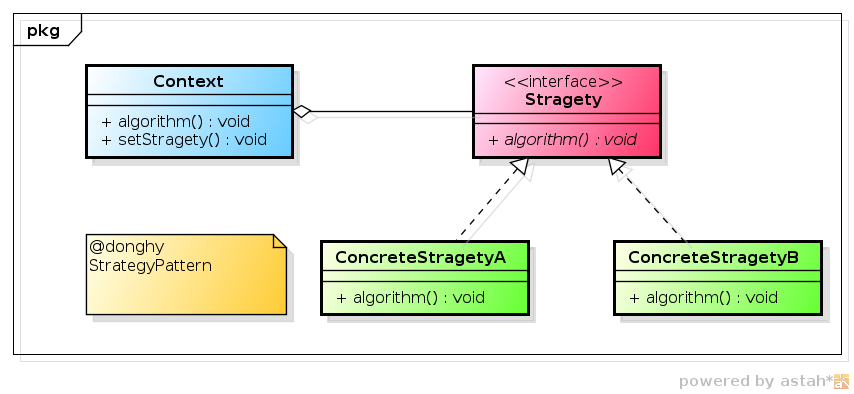 pkg
Context
+ algorithm() : void
+ setStragety() : void
<<interface>>
Stragety
+ algorithm() : void
@donghy
StrategyPattern
ConcreteStragetyA
+ algorithm() : void
ConcreteStragetyB
+ algorithm() : void
powered by astah*